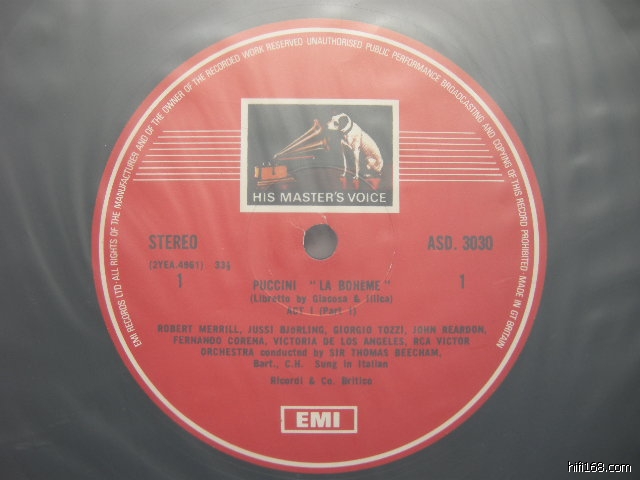 EMI RECORDS LTD·ALL RIGHTS OF THE MANUFACTURER AND OF THE OWNER OF THE RECORDED WORK RESERVED UNAUTHORISED PUBLIC PERFORMANCE BROADCASTING AND COPYING OF THIS RECORD PROHIBITED · MADE IN GT BRITAIN
HIS MASTER'S VOICE
STEREO ASD. 3030
(2YEA.4961) 33⅓
1 1
PUCCINI "LA BOHEME"
(Libretto by Giacosa & Illica)
ACT I (Part 1)
ROBERT MERRILL, JUSSI BJORLING, GIORGIO TOZZI, JOHN REARDON,
FERNANDO CORENA, VICTORIA DE LOS ANGELES, RCA VICTOR
ORCHESTRA conducted by SIR THOMAS BEECHAM,
Bart., C.H. Sung in Italian
Ricordi & Co. Britico
EMI
hifi168.com